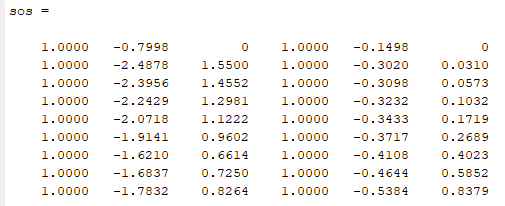 sos =
1.0000 -0.7998 0 1.0000 -0.1498 0
1.0000 -2.4878 1.5500 1.0000 -0.3020 0.0310
1.0000 -2.3956 1.4552 1.0000 -0.3098 0.0573
1.0000 -2.2429 1.2981 1.0000 -0.3232 0.1032
1.0000 -2.0718 1.1222 1.0000 -0.3433 0.1719
1.0000 -1.9141 0.9602 1.0000 -0.3717 0.2689
1.0000 -1.6210 0.6614 1.0000 -0.4108 0.4023
1.0000 -1.6837 0.7250 1.0000 -0.4644 0.5852
1.0000 -1.7832 0.8264 1.0000 -0.5384 0.8379